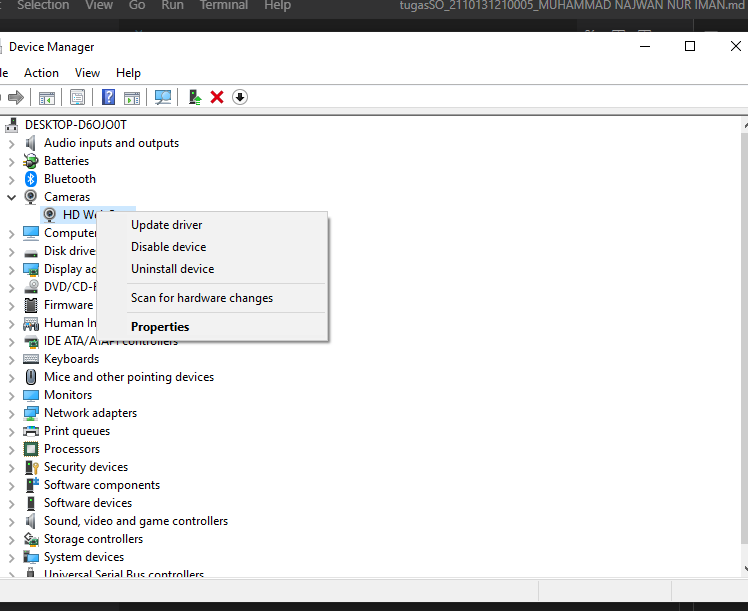 Selection View Go Run Terminal Help tugasSO_2110131210005_MUHAMMAD NAJWAN NUR IMAN.md
Device Manager
Action View Help
DESKTOP-D6OJO0T
Audio inputs and outputs
Batteries
Bluetooth
Cameras
HD We
Update driver
Disable device
Uninstall device
Scan for hardware changes
Properties
Computer
Disk drive
Display ad
DVD/CD-R
Firmware
Human In
IDE ATA/ATAPI controllers
Keyboards
Mice and other pointing devices
Monitors
Network adapters
Print queues
Processors
Security devices
Software components
Software devices
Sound, video and game controllers
Storage controllers
System devices
Universal Serial Bus controllers